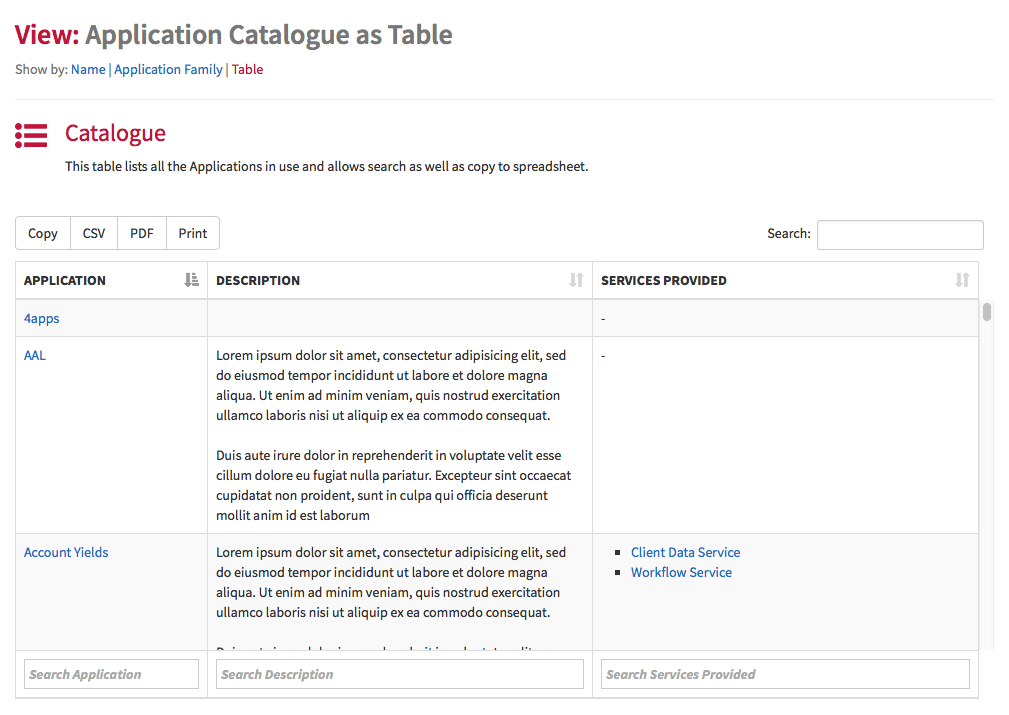 View: Application Catalogue as Table
Show by: Name | Application Family | Table
Catalogue
This table lists all the Applications in use and allows search as well as copy to spreadsheet.
Copy CSV PDF Print Search:
APPLICATION DESCRIPTION SERVICES PROVIDED
4apps -
AAL Lorem ipsum dolor sit amet, consectetur adipisicing elit, sed -
do eiusmod tempor incididunt ut labore et dolore magna
aliqua. Ut enim ad minim veniam, quis nostrud exercitation
ullamco laboris nisi ut aliquip ex ea commodo consequat.
Duis aute irure dolor in reprehenderit in voluptate velit esse
cillum dolore eu fugiat nulla pariatur. Excepteur sint occaecat
cupidatat non proident, sunt in culpa qui officia deserunt
mollit anim id est laborum
Account Yields Lorem ipsum dolor sit amet, consectetur adipisicing elit, sed ▪ Client Data Service
do eiusmod tempor incididunt ut labore et dolore magna ▪ Workflow Service
aliqua. Ut enim ad minim veniam, quis nostrud exercitation
ullamco laboris nisi ut aliquip ex ea commodo consequat.
Search Application Search Description Search Services Provided